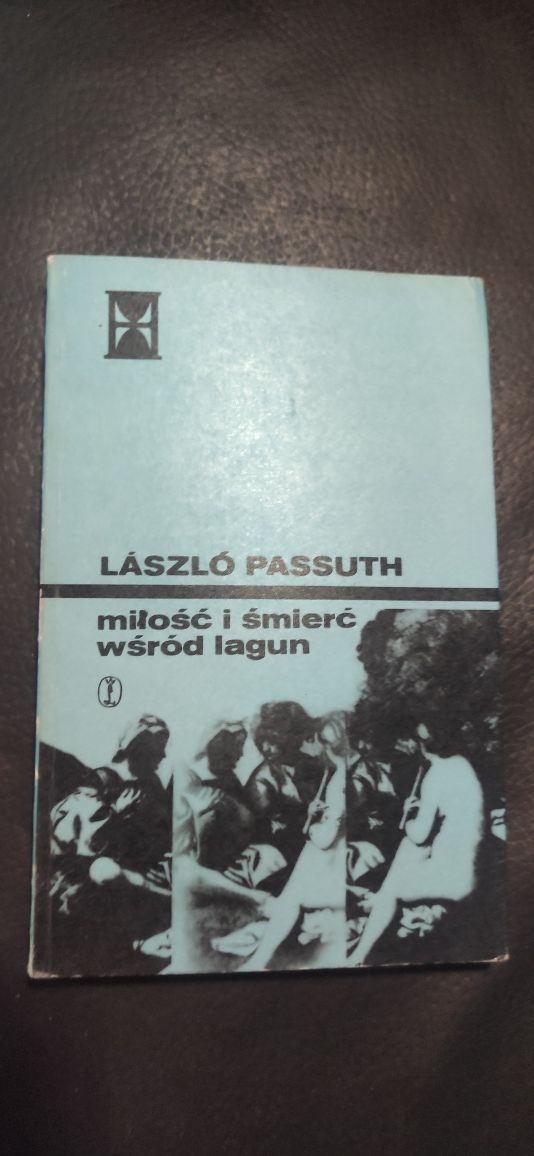 LÁSZLÓ PASSUTH
miłość i śmierć
wśród lagun